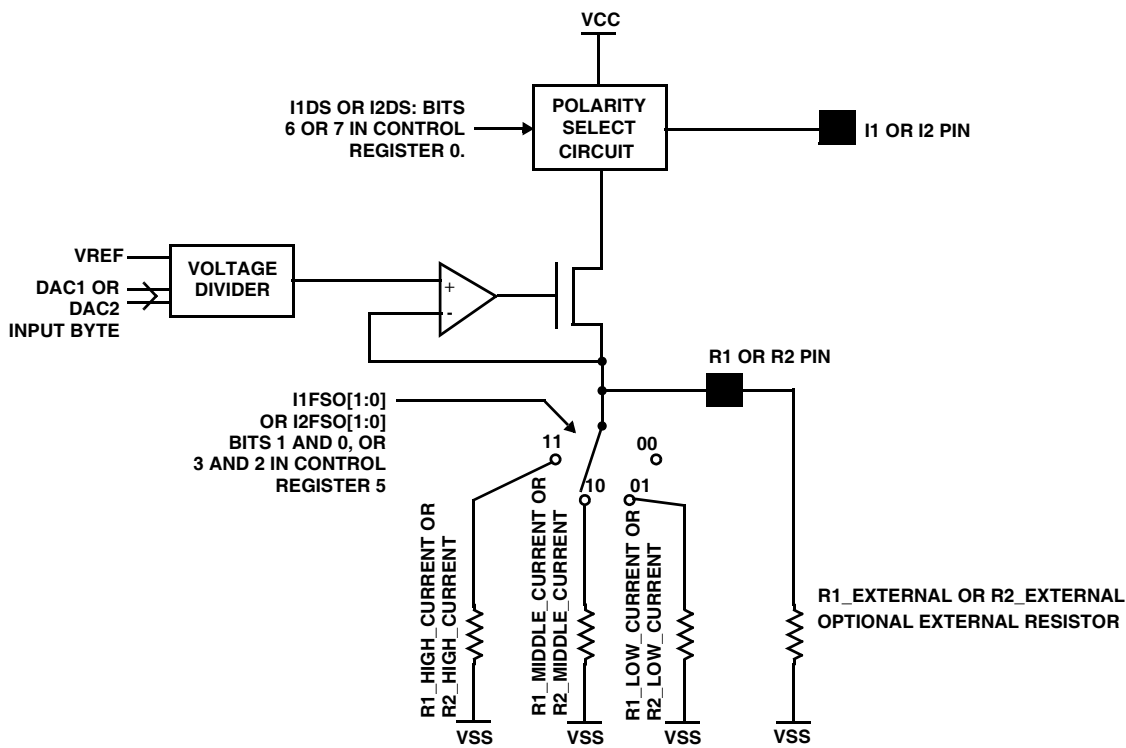 VCC
I1DS OR I2DS: BITS
6 OR 7 IN CONTROL
REGISTER 0.
POLARITY
SELECT
CIRCUIT
I1 OR I2 PIN
VREF
DAC1 OR
DAC2
INPUT BYTE
VOLTAGE
DIVIDER
+
-
R1 OR R2 PIN
I1FSO[1:0]
OR I2FSO[1:0]
BITS 1 AND 0, OR
3 AND 2 IN CONTROL
REGISTER 5
11
00
10
01
R1_HIGH_CURRENT OR
R2_HIGH_CURRENT
R1_MIDDLE_CURRENT OR
R2_MIDDLE_CURRENT
R1_LOW_CURRENT OR
R2_LOW_CURRENT
R1_EXTERNAL OR R2_EXTERNAL
OPTIONAL EXTERNAL RESISTOR
VSS
VSS
VSS
VSS